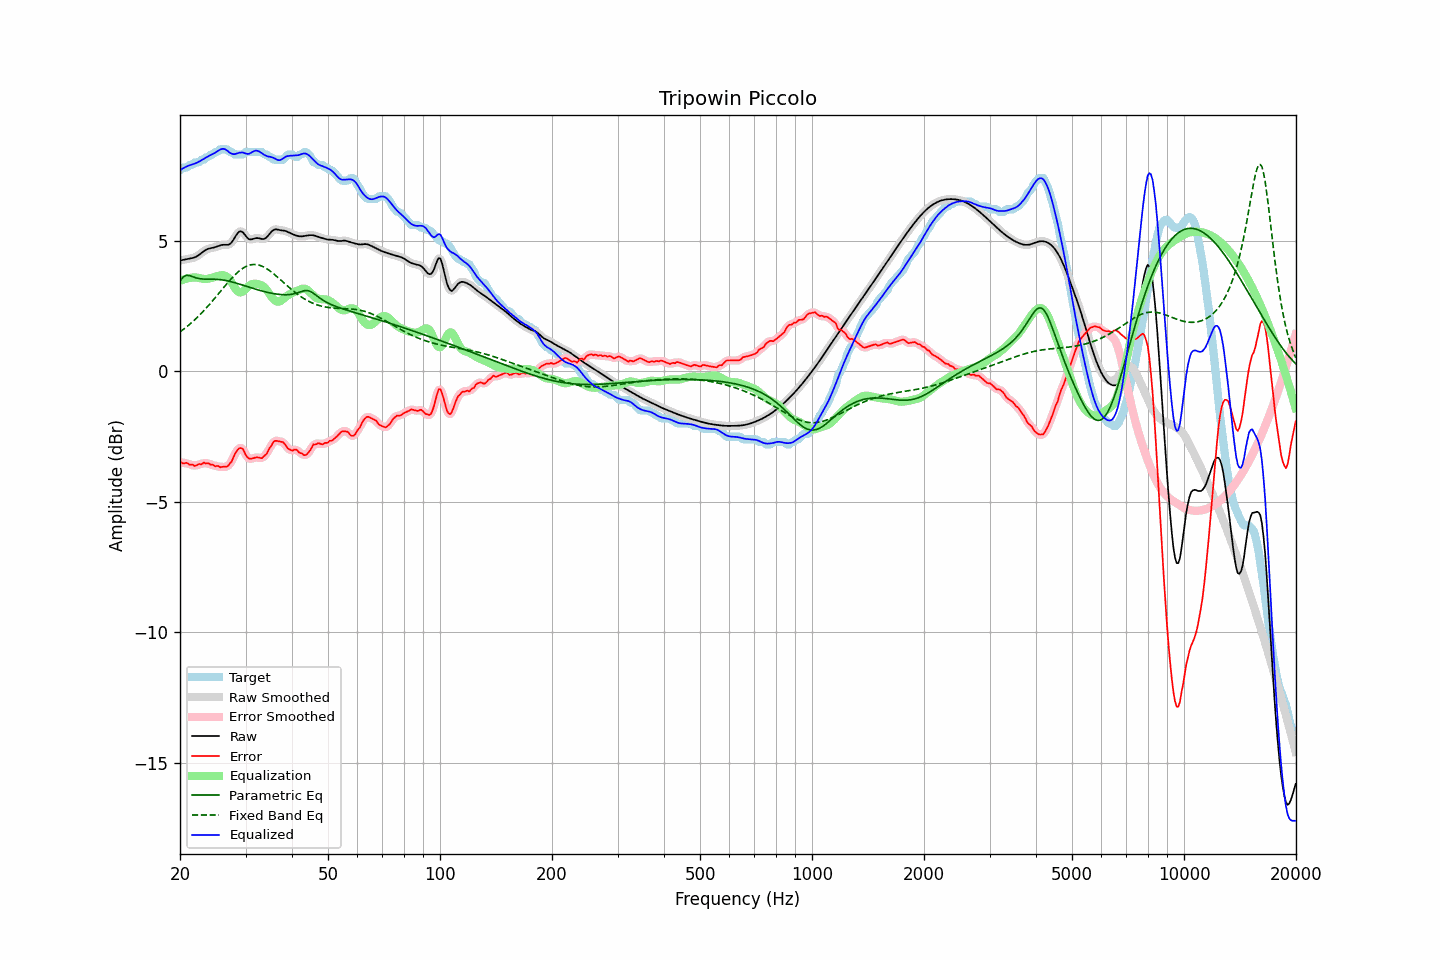 Tripowin Piccolo
Amplitude (dBr)
5
0
−5
−10
−15
Target
Raw Smoothed
Error Smoothed
Raw
Error
Equalization
Parametric Eq
Fixed Band Eq
Equalized
20 50 100 200 500 1000 2000 5000 10000 20000
Frequency (Hz)